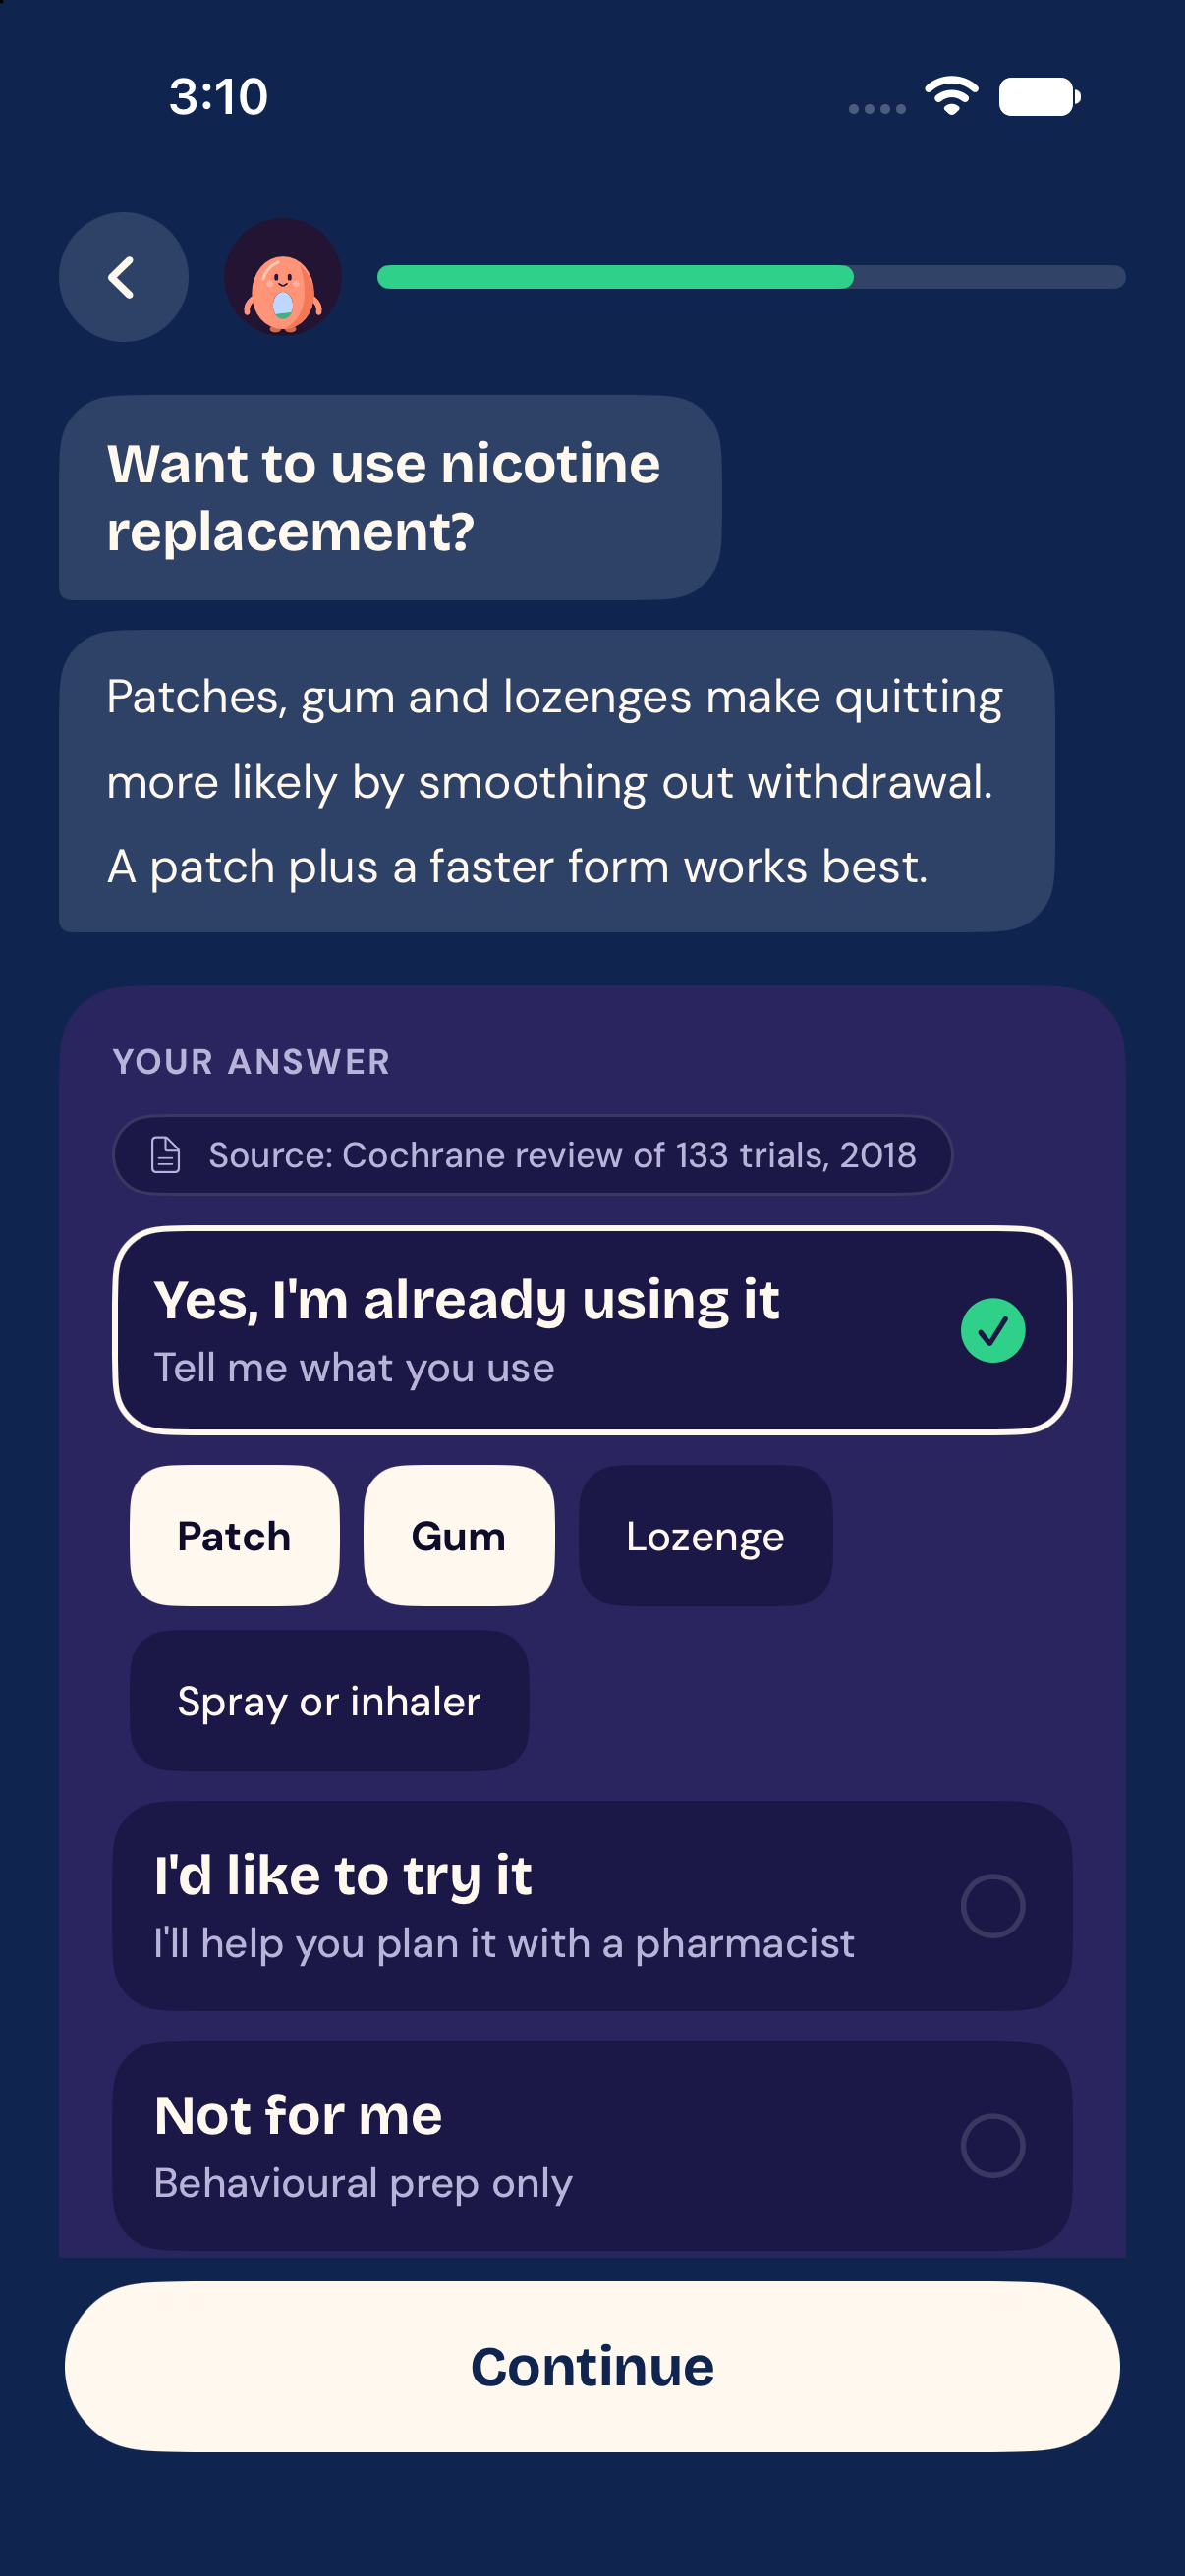 3:10
Want to use nicotine
replacement?
Patches, gum and lozenges make quitting
more likely by smoothing out withdrawal.
A patch plus a faster form works best.
YOUR ANSWER
Source: Cochrane review of 133 trials, 2018
Yes, I'm already using it
Tell me what you use
Patch
Gum
Lozenge
Spray or inhaler
I'd like to try it
I'll help you plan it with a pharmacist
Not for me
Behavioural prep only
Continue